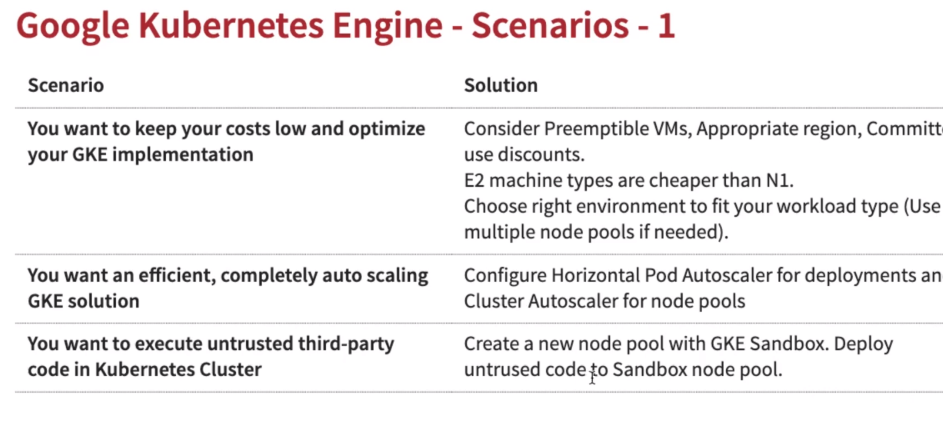 Google Kubernetes Engine - Scenarios - 1
Scenario
Solution
You want to keep your costs low and optimize
your GKE implementation
Consider Preemptible VMs, Appropriate region, Committe
use discounts.
E2 machine types are cheaper than N1.
Choose right environment to fit your workload type (Use
multiple node pools if needed).
You want an efficient, completely auto scaling
GKE solution
Configure Horizontal Pod Autoscaler for deployments an
Cluster Autoscaler for node pools
You want to execute untrusted third-party
code in Kubernetes Cluster
Create a new node pool with GKE Sandbox. Deploy
untrused code to Sandbox node pool.